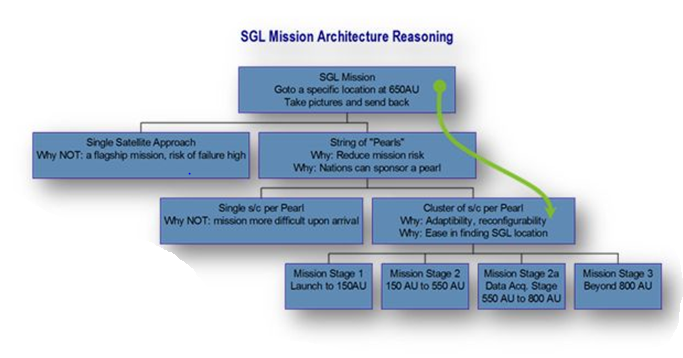 SGL Mission Architecture Reasoning
SGL Mission
Goto a specific location at 650AU
Take pictures and send back
Single Satellite Approach
Why NOT: a flagship mission, risk of failure high
String of "Pearls"
Why: Reduce mission risk
Why: Nations can sponsor a pearl
Single s/c per Pearl
Why NOT: mission more difficult upon arrival
Cluster of s/c per Pearl
Why: Adaptibility, reconfigurability
Why: Ease in finding SGL location
Mission Stage 1
Launch to 150AU
Mission Stage 2
150 AU to 550 AU
Mission Stage 2a
Data Acq. Stage
550 AU to 800 AU
Mission Stage 3
Beyond 800 AU